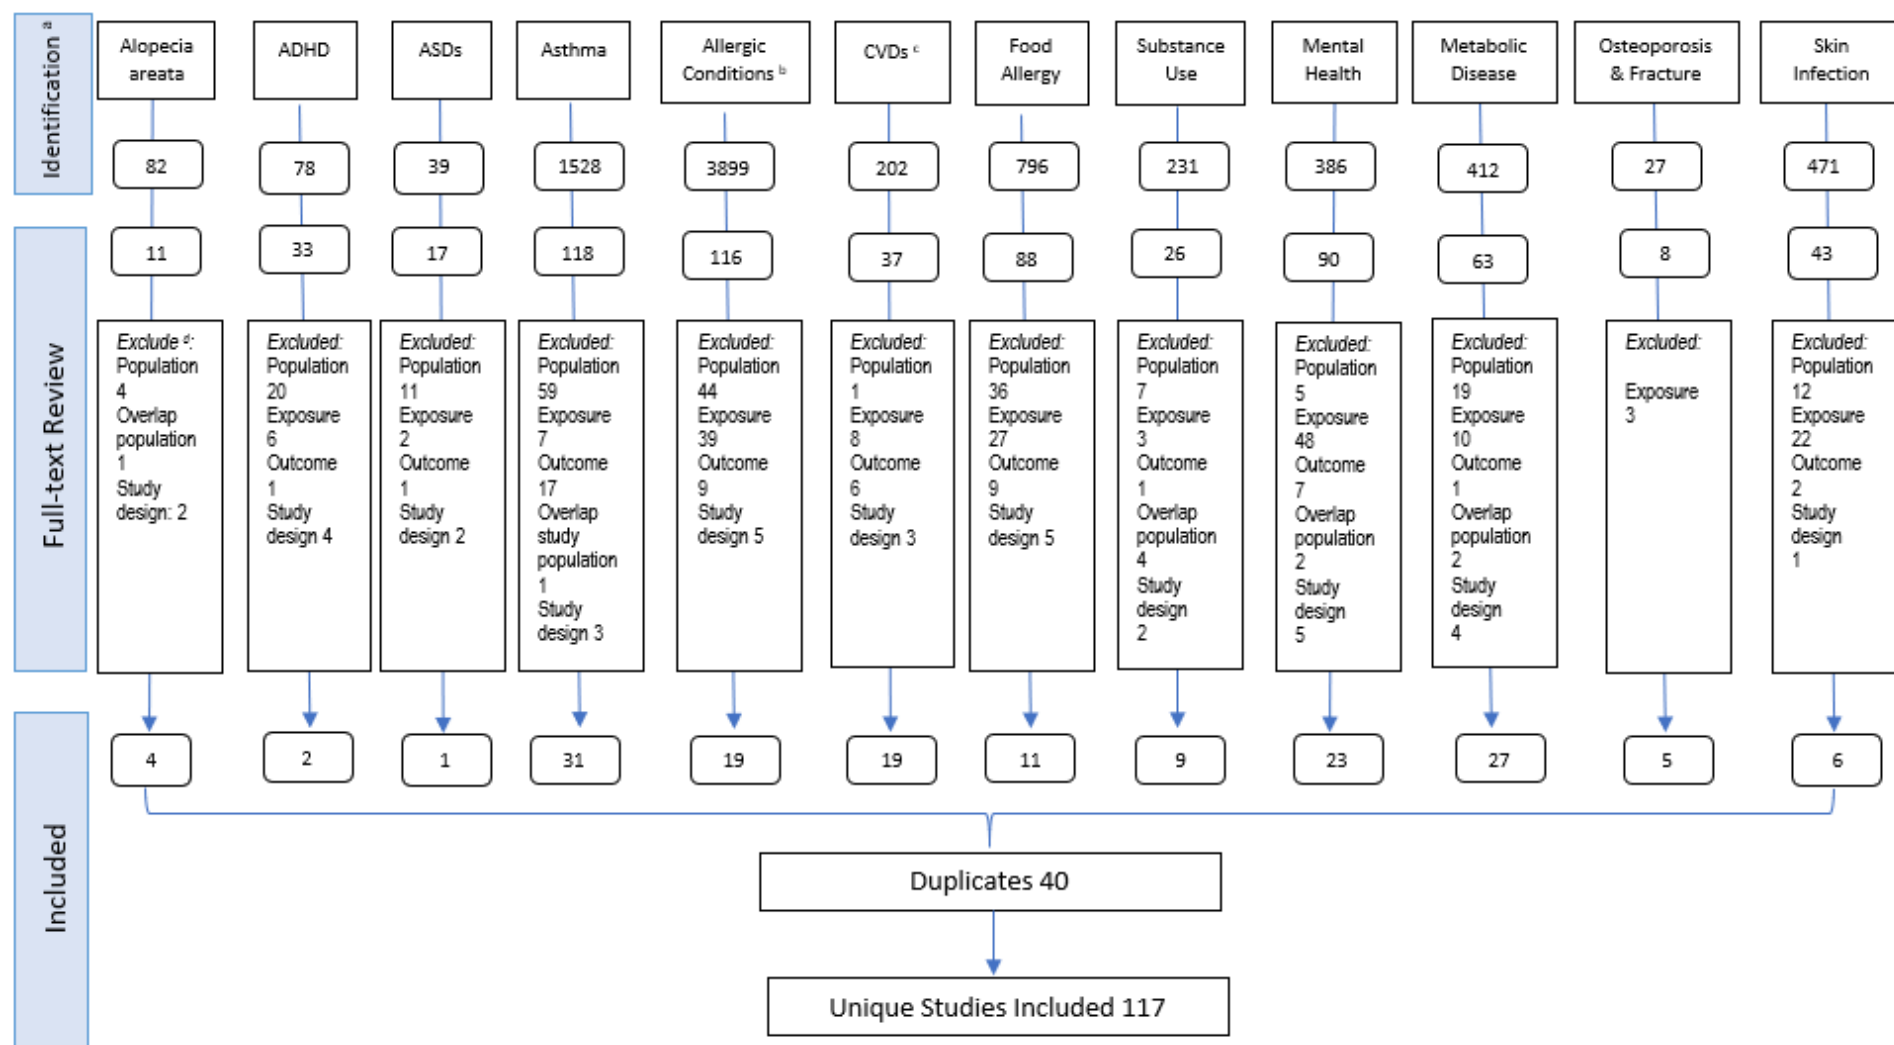 Identification ᵃ
Alopecia
areata
ADHD
ASDs
Asthma
Allergic
Conditions ᵇ
CVDs ᶜ
Food
Allergy
Substance
Use
Mental
Health
Metabolic
Disease
Osteoporosis
& Fracture
Skin
Infection
82
78
39
1528
3899
202
796
231
386
412
27
471
Full-text Review
11
33
17
118
116
37
88
26
90
63
8
43
Exclude ᵈ:
Population
4
Overlap
population
1
Study
design: 2
Excluded:
Population
20
Exposure
6
Outcome
1
Study
design 4
Excluded:
Population
11
Exposure
2
Outcome
1
Study
design 2
Excluded:
Population
59
Exposure
7
Outcome
17
Overlap
study
population
1
Study
design 3
Excluded:
Population
44
Exposure
39
Outcome
9
Study
design 5
Excluded:
Population
1
Exposure
8
Outcome
6
Study
design 3
Excluded:
Population
36
Exposure
27
Outcome
9
Study
design 5
Excluded:
Population
7
Exposure
3
Outcome
1
Overlap
population
4
Study
design
2
Excluded:
Population
5
Exposure
48
Outcome
7
Overlap
population
2
Study
design
5
Excluded:
Population
19
Exposure
10
Outcome
1
Overlap
population
2
Study
design
4
Excluded:
Exposure
3
Excluded:
Population
12
Exposure
22
Outcome
2
Study
design
1
Included
4
2
1
31
19
19
11
9
23
27
5
6
Duplicates 40
Unique Studies Included 117